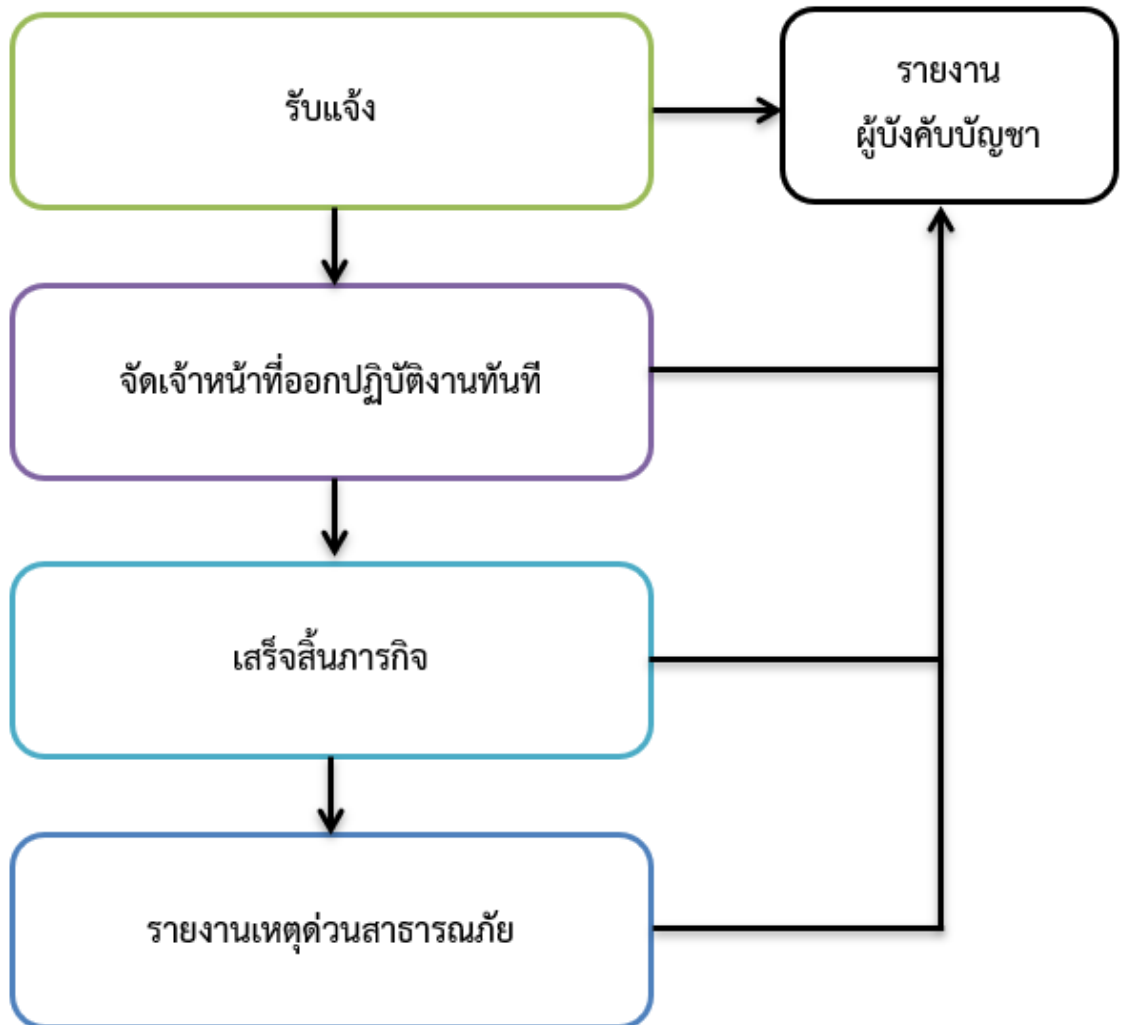 รับแจ้ง
รายงาน
ผู้บังคับบัญชา
จัดเจ้าหน้าที่ออกปฏิบัติงานทันที
เสร็จสิ้นภารกิจ
รายงานเหตุด่วนสาธารณภัย